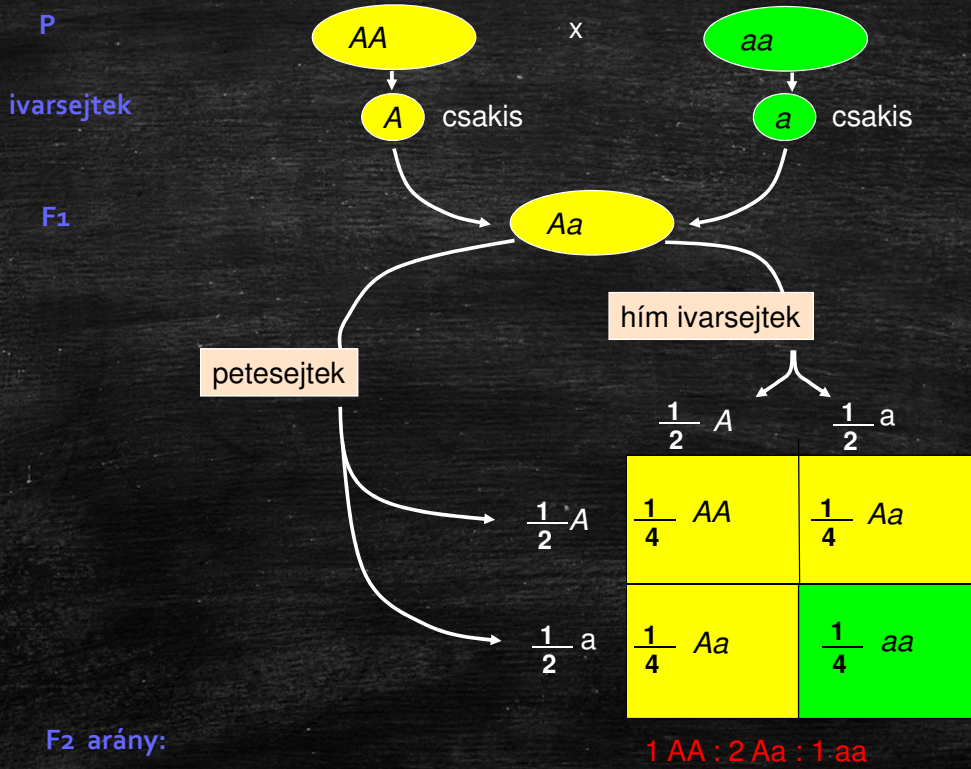 P AA x aa
ivarsejtek A csakis a csakis
F1 Aa
hím ivarsejtek
petesejtek
1/2 A 1/2 a
1/2 A 1/4 AA 1/4 Aa
1/2 a 1/4 Aa 1/4 aa
F2 arány: 1 AA : 2 Aa : 1 aa